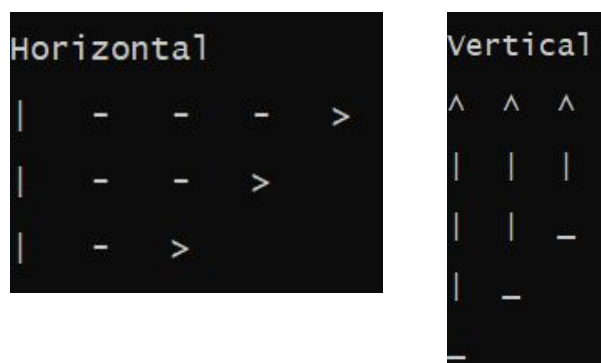 Horizontal
| - - - >
| - - >
| - >
Vertical
^ ^ ^
| | |
| | _
| _
_